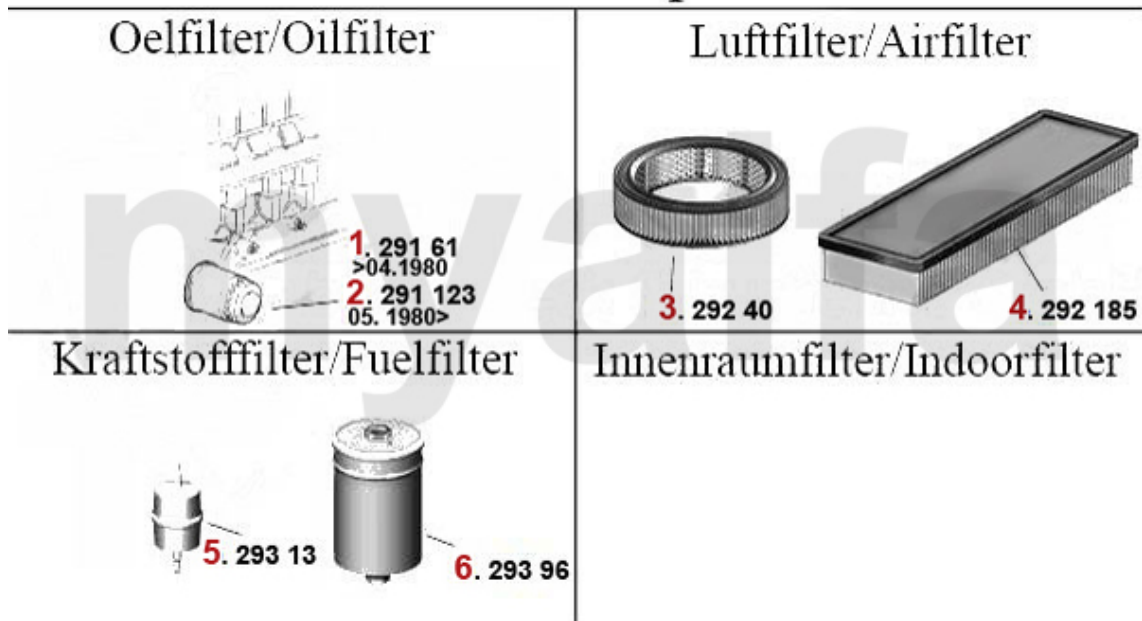 Oelfilter/Oilfilter
1. 291 61
>04.1980
2. 291 123
05. 1980>
Luftfilter/Airfilter
3. 292 40
4. 292 185
Kraftstofffilter/Fuelfilter
5. 293 13
6. 293 96
Innenraumfilter/Indoorfilter
myalfa